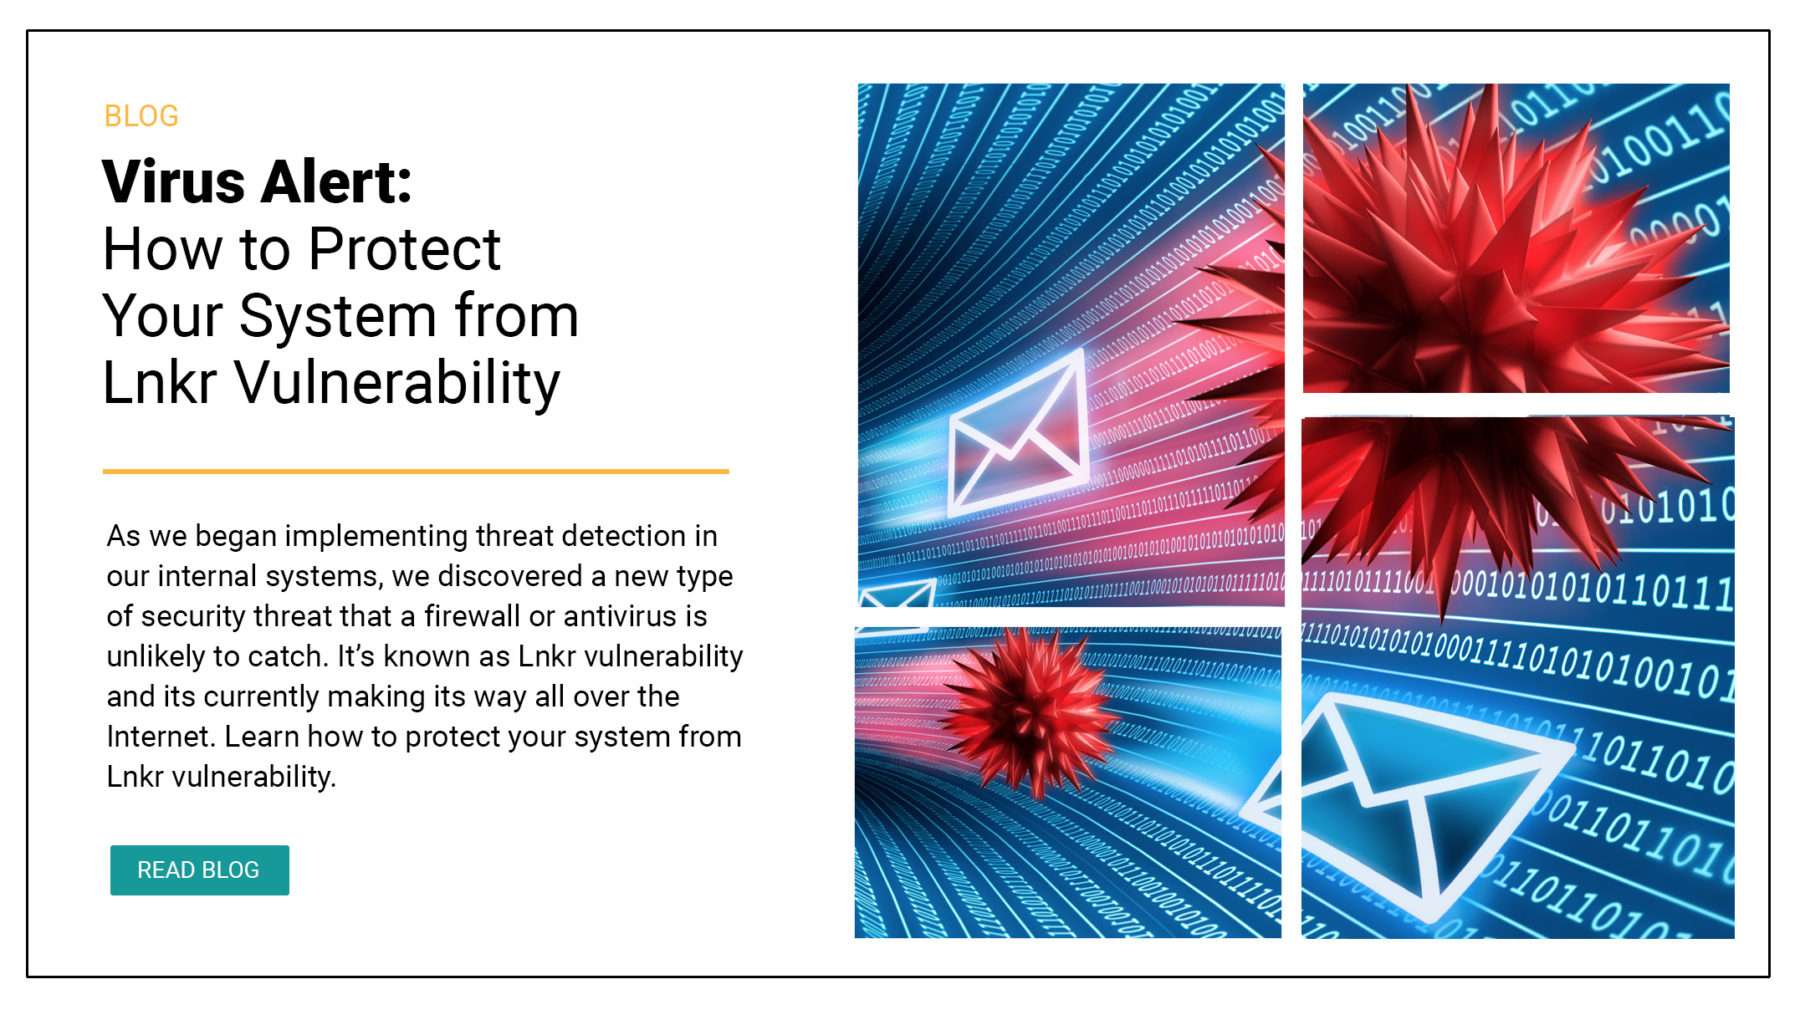 BLOG
Virus Alert:
How to Protect
Your System from
Lnkr Vulnerability
As we began implementing threat detection in
our internal systems, we discovered a new type
of security threat that a firewall or antivirus is
unlikely to catch. It’s known as Lnkr vulnerability
and its currently making its way all over the
Internet. Learn how to protect your system from
Lnkr vulnerability.
READ BLOG